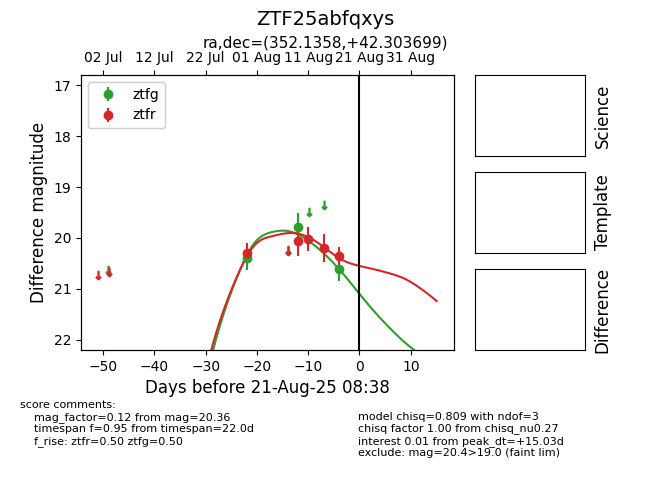 ZTF25abfqxys
ra,dec=(352.1358,+42.303699)
02 Jul 12 Jul 22 Jul 01 Aug 11 Aug 21 Aug 31 Aug
17
18
19
20
21
22
Difference magnitude
ztfg
ztfr
−50 −40 −30 −20 −10 0 10
Days before 21-Aug-25 08:38
Science
Template
Difference
score comments:
mag_factor=0.12 from mag=20.36
timespan f=0.95 from timespan=22.0d
f_rise: ztfr=0.50 ztfg=0.50
model chisq=0.809 with ndof=3
chisq factor 1.00 from chisq_nu0.27
interest 0.01 from peak_dt=+15.03d
exclude: mag=20.4>19.0 (faint lim)